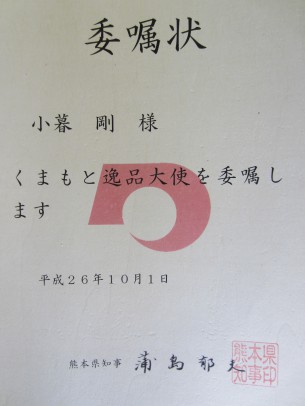 委嘱状
小暮 剛 様
くまもと逸品大使を委嘱し
ます
平成26年10月1日
熊本県知事 蒲島郁夫
熊本県知事印